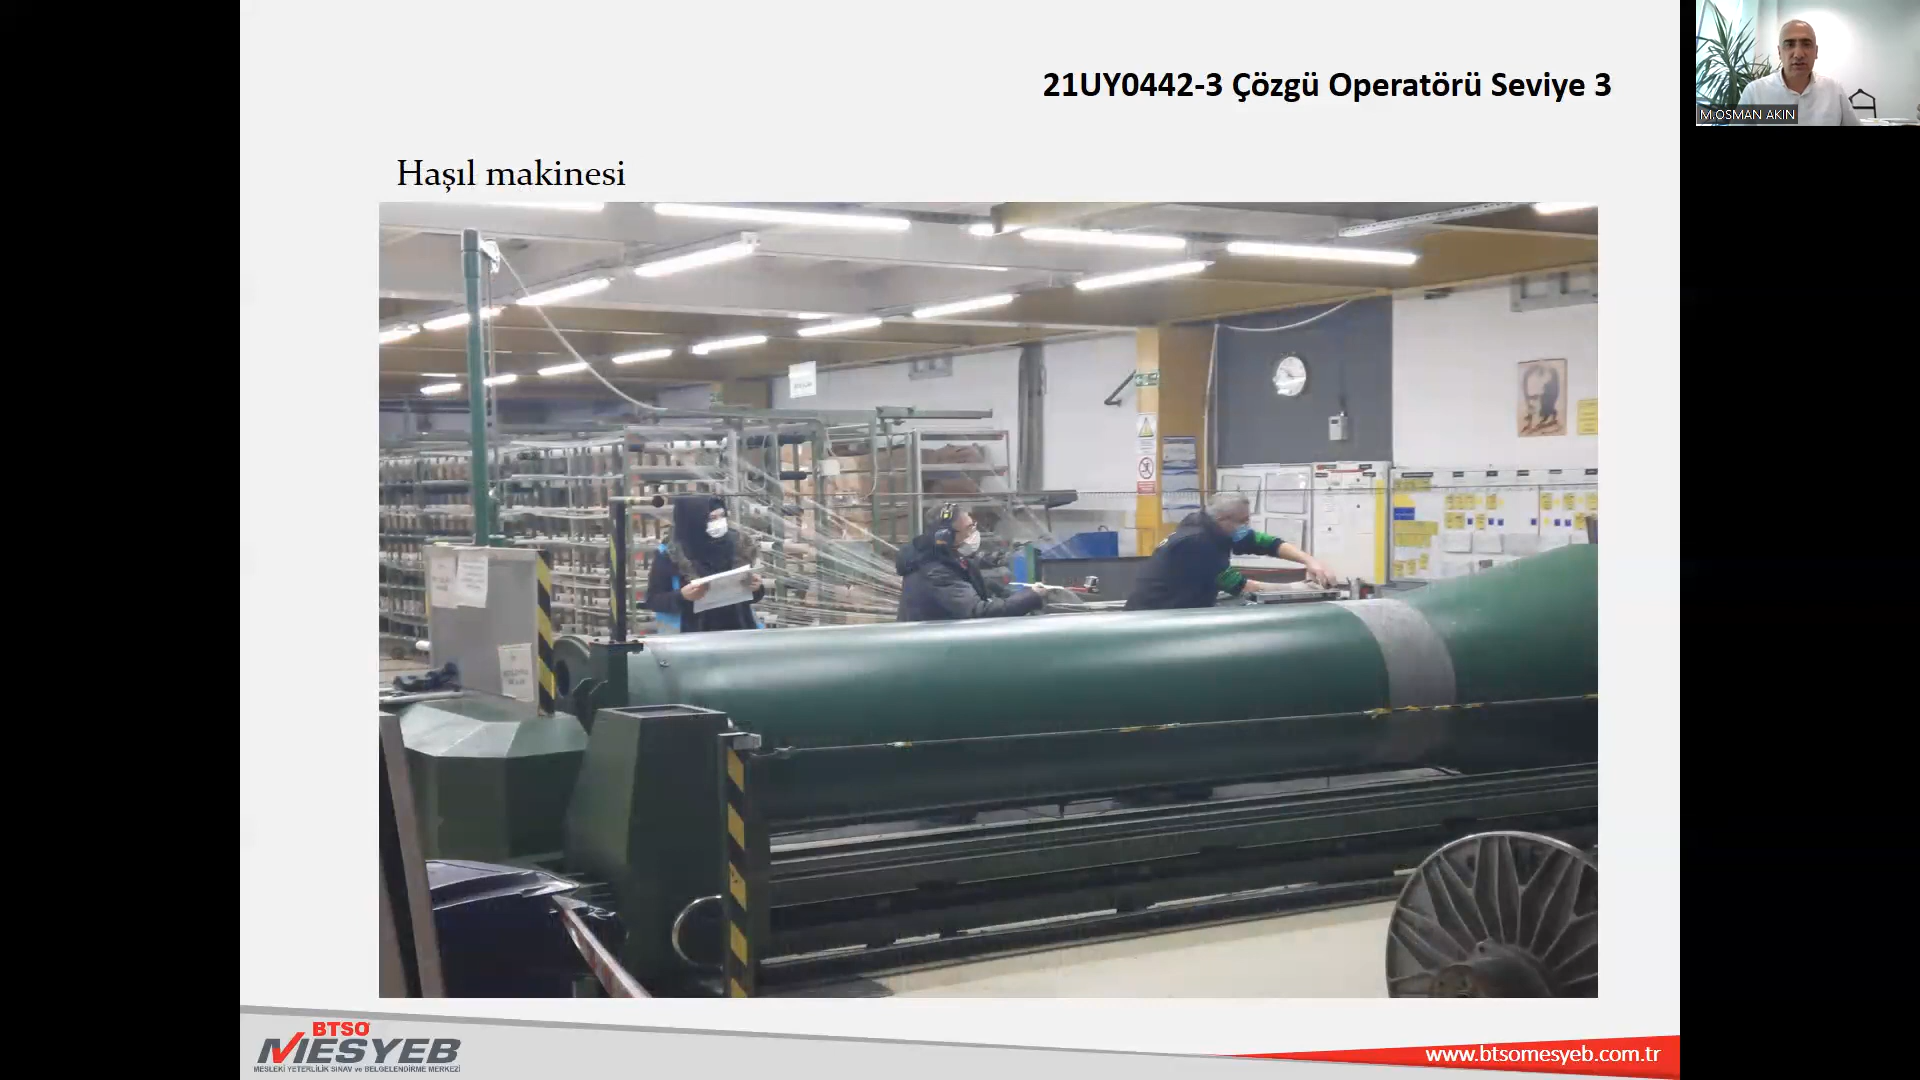 21UY0442-3 Çözgü Operatörü Seviye 3
M.OSMAN AKIN
Haşıl makinesi
BTSO
MESYEB
MESLEKİ YETERLİLİK SINAV ve BELGELENDİRME MERKEZİ
www.btsomesyeb.com.tr